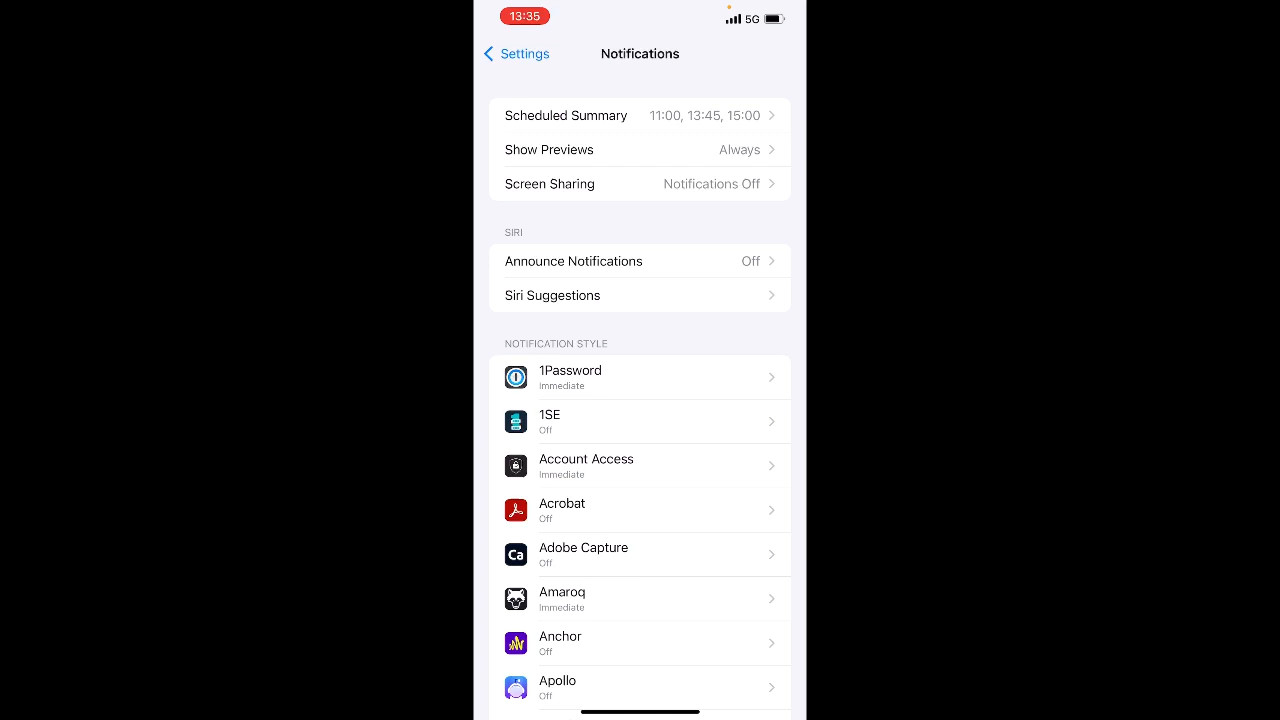 13:35
5G
Settings
Notifications
Scheduled Summary 11:00, 13:45, 15:00
Show Previews Always
Screen Sharing Notifications Off
SIRI
Announce Notifications Off
Siri Suggestions
NOTIFICATION STYLE
1Password
Immediate
1SE
Off
Account Access
Immediate
Acrobat
Off
Ca
Adobe Capture
Off
Amaroq
Immediate
Anchor
Off
Apollo
Off